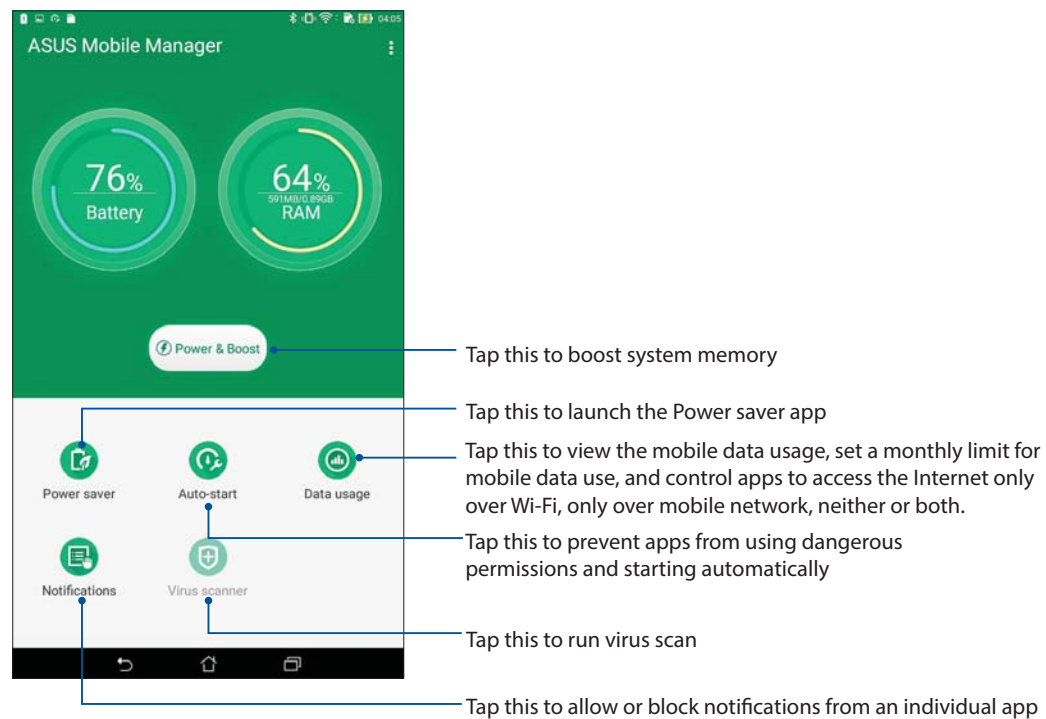 04:05
ASUS Mobile Manager
76%
Battery
64%
591MB/0.89GB
RAM
Power & Boost
Tap this to boost system memory
Tap this to launch the Power saver app
Power saver
Auto-start
Data usage
Tap this to view the mobile data usage, set a monthly limit for
mobile data use, and control apps to access the Internet only
over Wi-Fi, only over mobile network, neither or both.
Tap this to prevent apps from using dangerous
permissions and starting automatically
Notifications
Virus scanner
Tap this to run virus scan
Tap this to allow or block notifications from an individual app